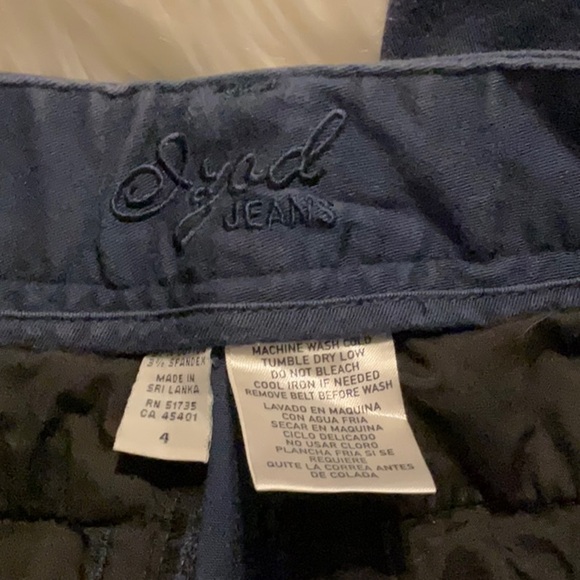 JEANS
SPANDEX
MADE IN
SRI LANKA
RN 51735
CA 45401
4
MACHINE WASH COLD
TUMBLE DRY LOW
DO NOT BLEACH
COOL IRON IF NEEDED
REMOVE BELT BEFORE WASH
LAVADO EN MAQUINA
CON AGUA FRIA
SECAR EN MAQUINA
CICLO DELICADO
NO USAR CLORO
PLANCHA FRIA SI SE
REQUIERE
QUITE LA CORREA ANTES
DE COLADA